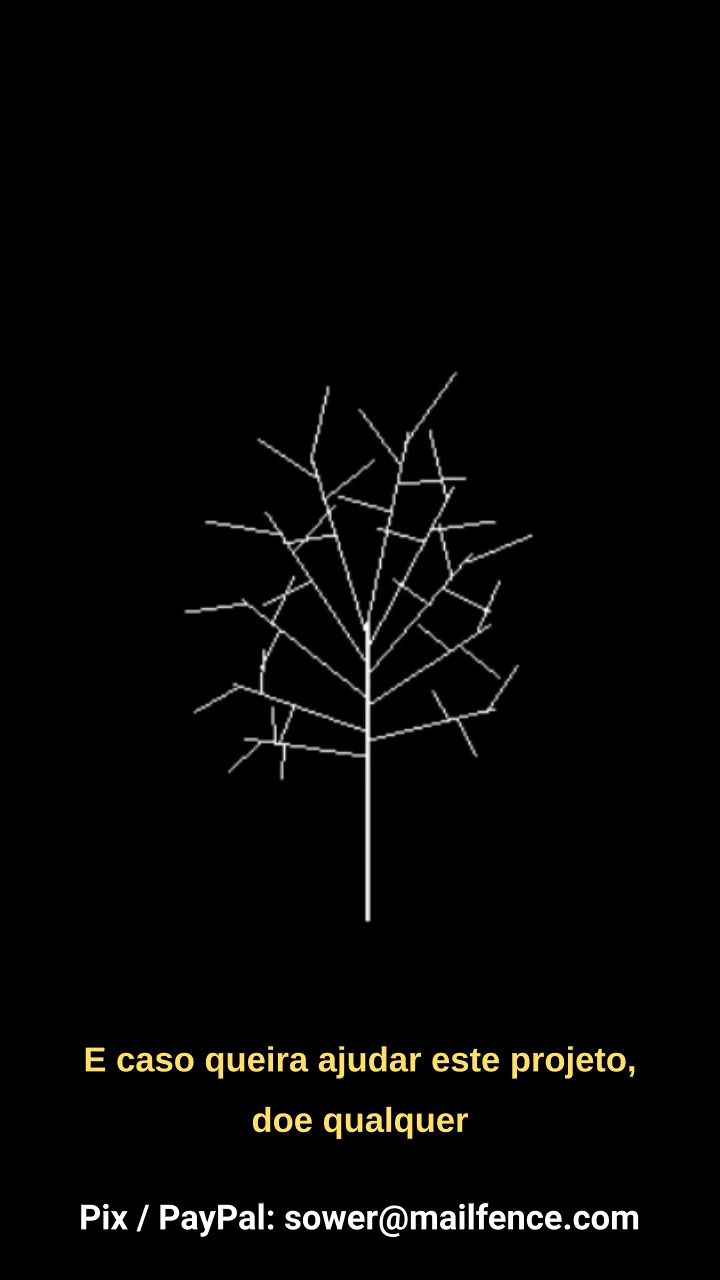 E caso queira ajudar este projeto,
doe qualquer
Pix / PayPal: sower@mailfence.com